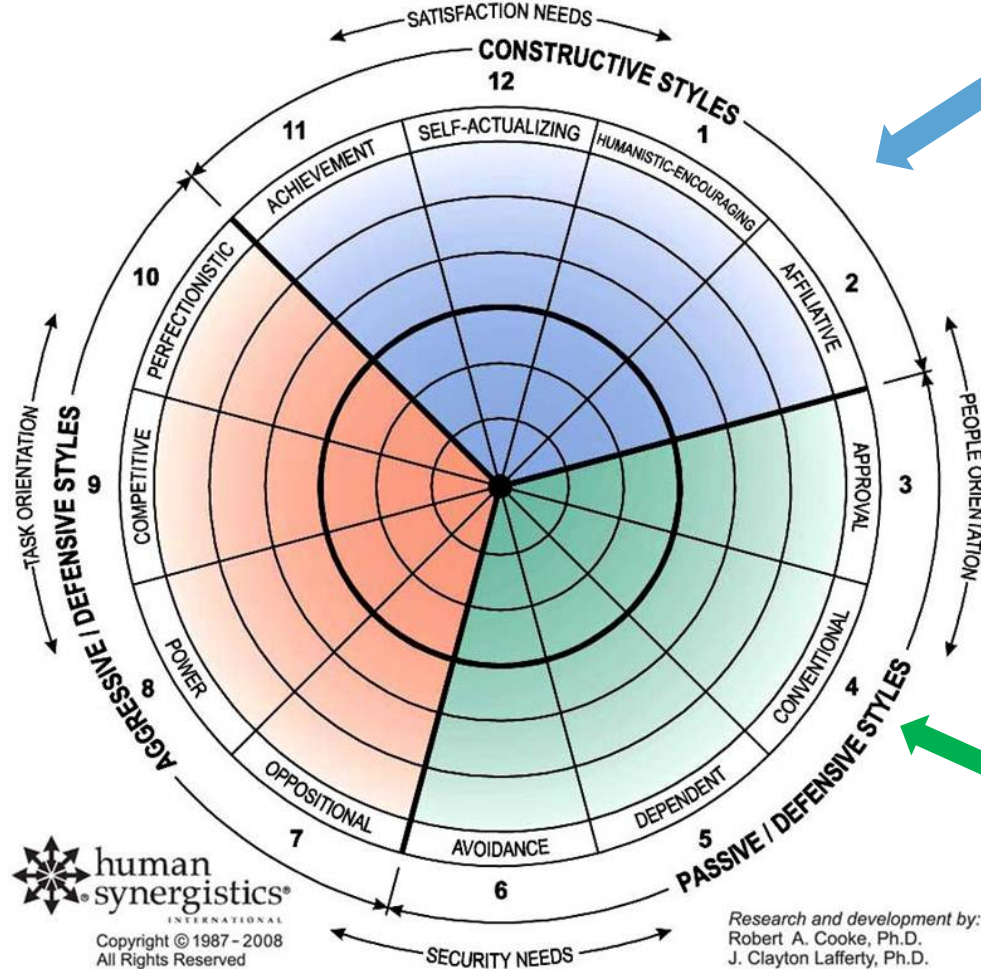 SATISFACTION NEEDS
CONSTRUCTIVE STYLES
12
11
1
SELF-ACTUALIZING
ACHIEVEMENT
HUMANISTIC-ENCOURAGING
10
2
PERFECTIONISTIC
AFFILIATIVE
TASK ORIENTATION
AGGRESSIVE / DEFENSIVE STYLES
9
COMPETITIVE
APPROVAL
3
PEOPLE ORIENTATION
8
POWER
CONVENTIONAL
4
OPPOSITIONAL
DEPENDENT
7
AVOIDANCE
5
PASSIVE / DEFENSIVE STYLES
6
human
synergistics®
INTERNATIONAL
Copyright © 1987 - 2008
All Rights Reserved
SECURITY NEEDS
Research and development by:
Robert A. Cooke, Ph.D.
J. Clayton Lafferty, Ph.D.